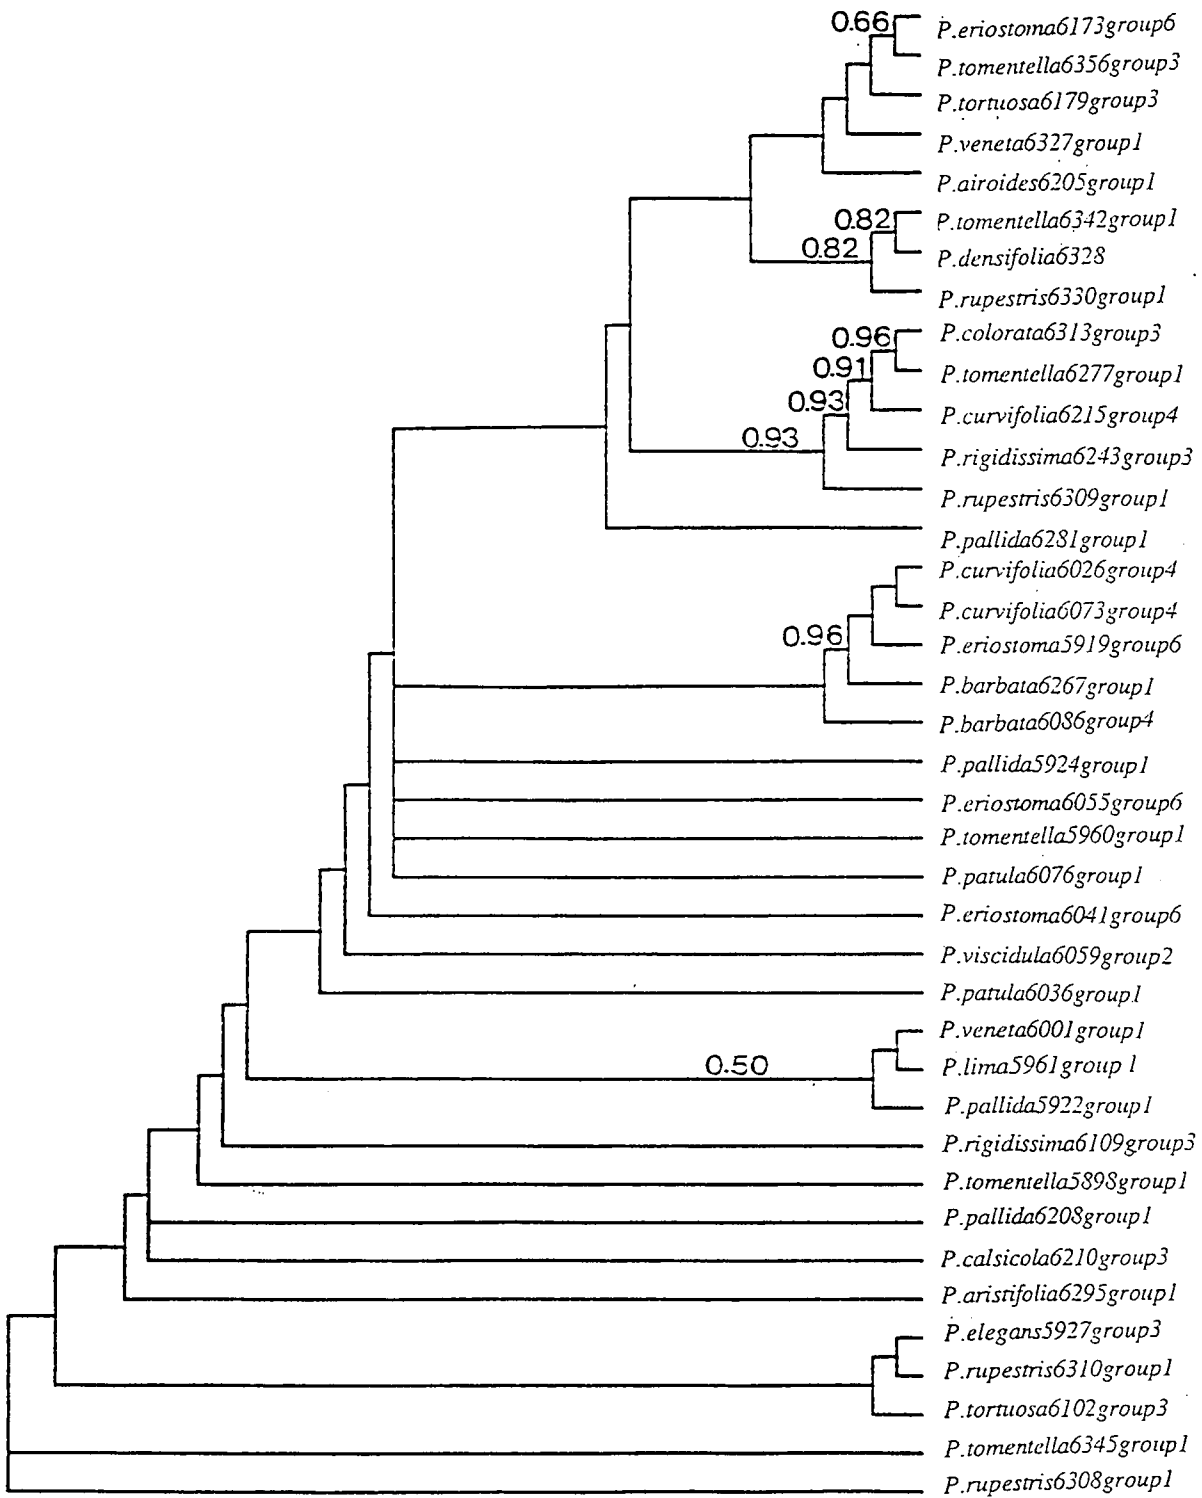 0.66
P.eriostoma6173group6
P.tomentella6356group3
P.tortuosa6179group3
P.veneta6327group1
P.airoides6205group1
0.82
P.tomentella6342group1
0.82
P.densifolia6328
P.rupestris6330group1
0.96
P.colorata6313group3
0.91
P.tomentella6277group1
0.93
P.curvifolia6215group4
0.93
P.rigidissima6243group3
P.rupestris6309group1
P.pallida6281group1
P.curvifolia6026group4
P.curvifolia6073group4
0.96
P.eriostoma5919group6
P.barbata6267group1
P.barbata6086group4
P.pallida5924group1
P.eriostoma6055group6
P.tomentella5960group1
P.patula6076group1
P.eriostoma6041group6
P.viscidula6059group2
P.patula6036group1
P.veneta6001group1
0.50
P.lima5961group 1
P.pallida5922group1
P.rigidissima6109group3
P.tomentella5898group1
P.pallida6208group1
P.calsicola6210group3
P.aristifolia6295group1
P.elegans5927group3
P.rupestris6310group1
P.tortuosa6102group3
P.tomentella6345group1
P.rupestris6308group1